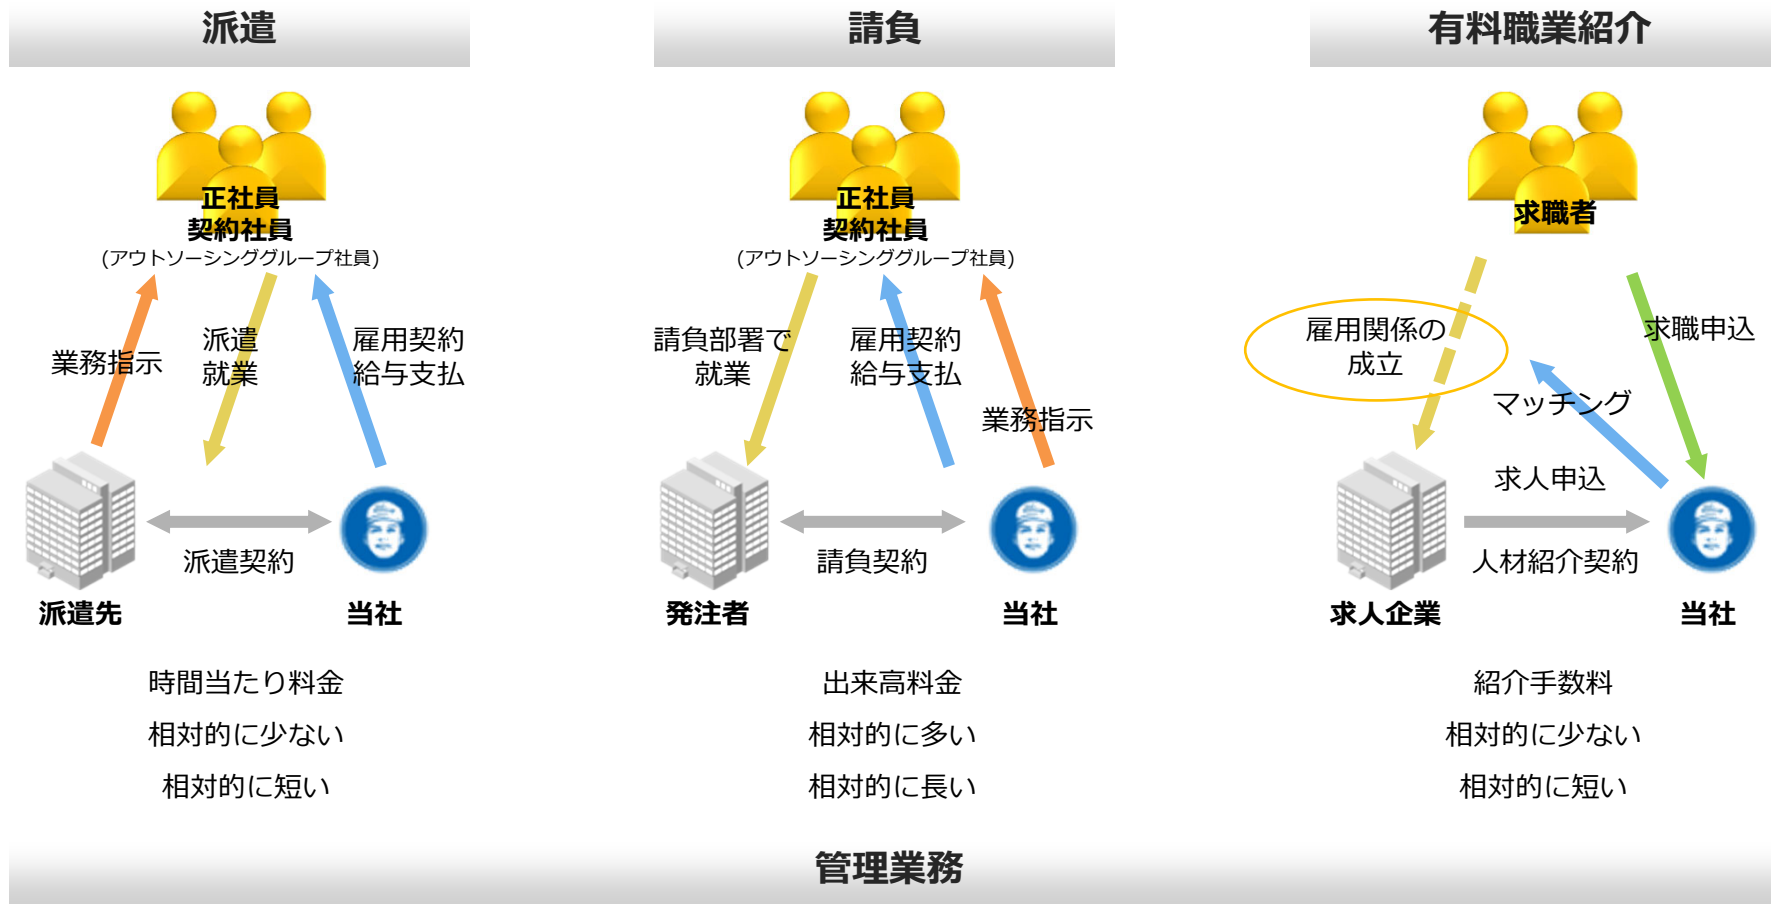 派遣
請負
有料職業紹介
正社員
契約社員
(アウトソーシンググループ社員)
業務指示
派遣
就業
雇用契約
給与支払
派遣契約
派遣先
当社
時間当たり料金
相対的に少ない
相対的に短い
正社員
契約社員
(アウトソーシンググループ社員)
請負部署で
就業
雇用契約
給与支払
業務指示
請負契約
発注者
当社
出来高料金
相対的に多い
相対的に長い
求職者
雇用関係の
成立
求職申込
マッチング
求人申込
人材紹介契約
求人企業
当社
紹介手数料
相対的に少ない
相対的に短い
管理業務